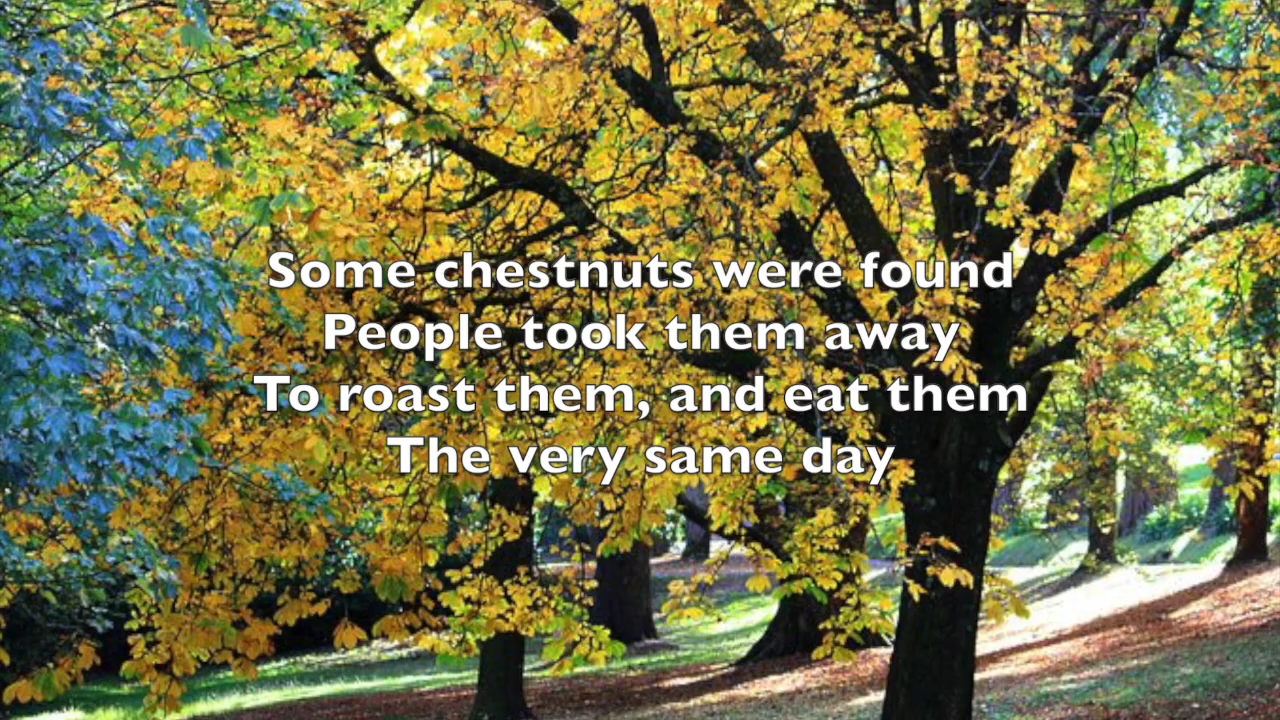 Some chestnuts were found
People took them away
To roast them, and eat them
The very same day